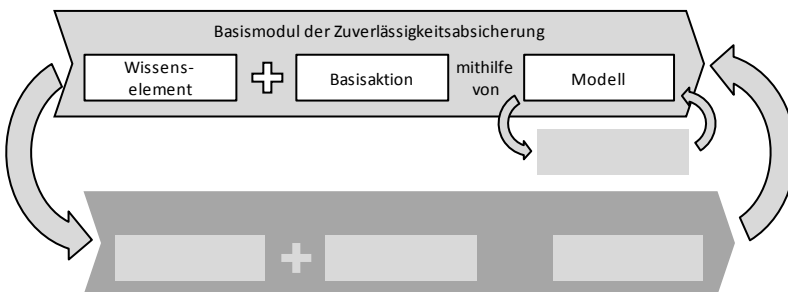 Basismodul der Zuverlässigkeitsabsicherung
Wissens-
element
Basisaktion
mithilfe
von
Modell